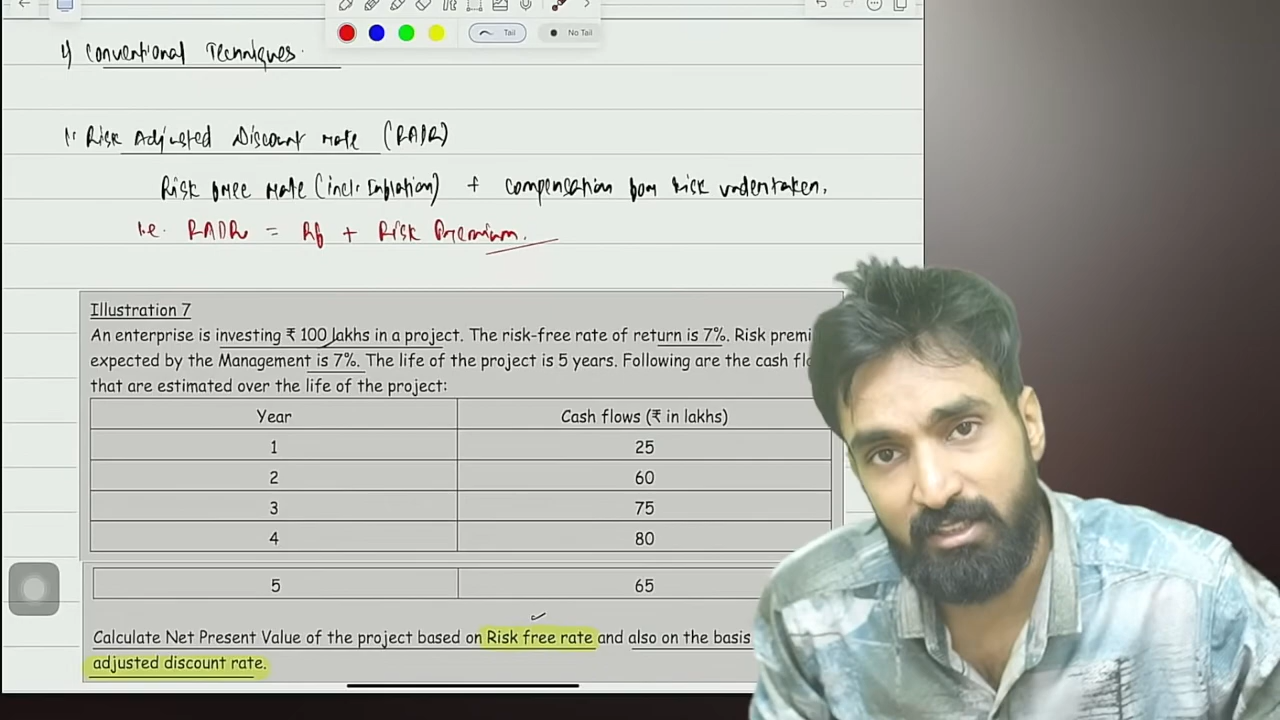 Tail
No Tail
1) Conventional Techniques.
1. Risk Adjusted Discount Rate (RADR)
Risk free Rate (incl. Inflation) + compensation for risk undertaken.
i.e. RADR = Rf + Risk Premium.
Illustration 7
An enterprise is investing ₹ 100 lakhs in a project. The risk-free rate of return is 7%. Risk premi
expected by the Management is 7%. The life of the project is 5 years. Following are the cash fl
that are estimated over the life of the project:
Year Cash flows (₹ in lakhs)
1 25
2 60
3 75
4 80
5 65
Calculate Net Present Value of the project based on Risk free rate and also on the basis
adjusted discount rate.